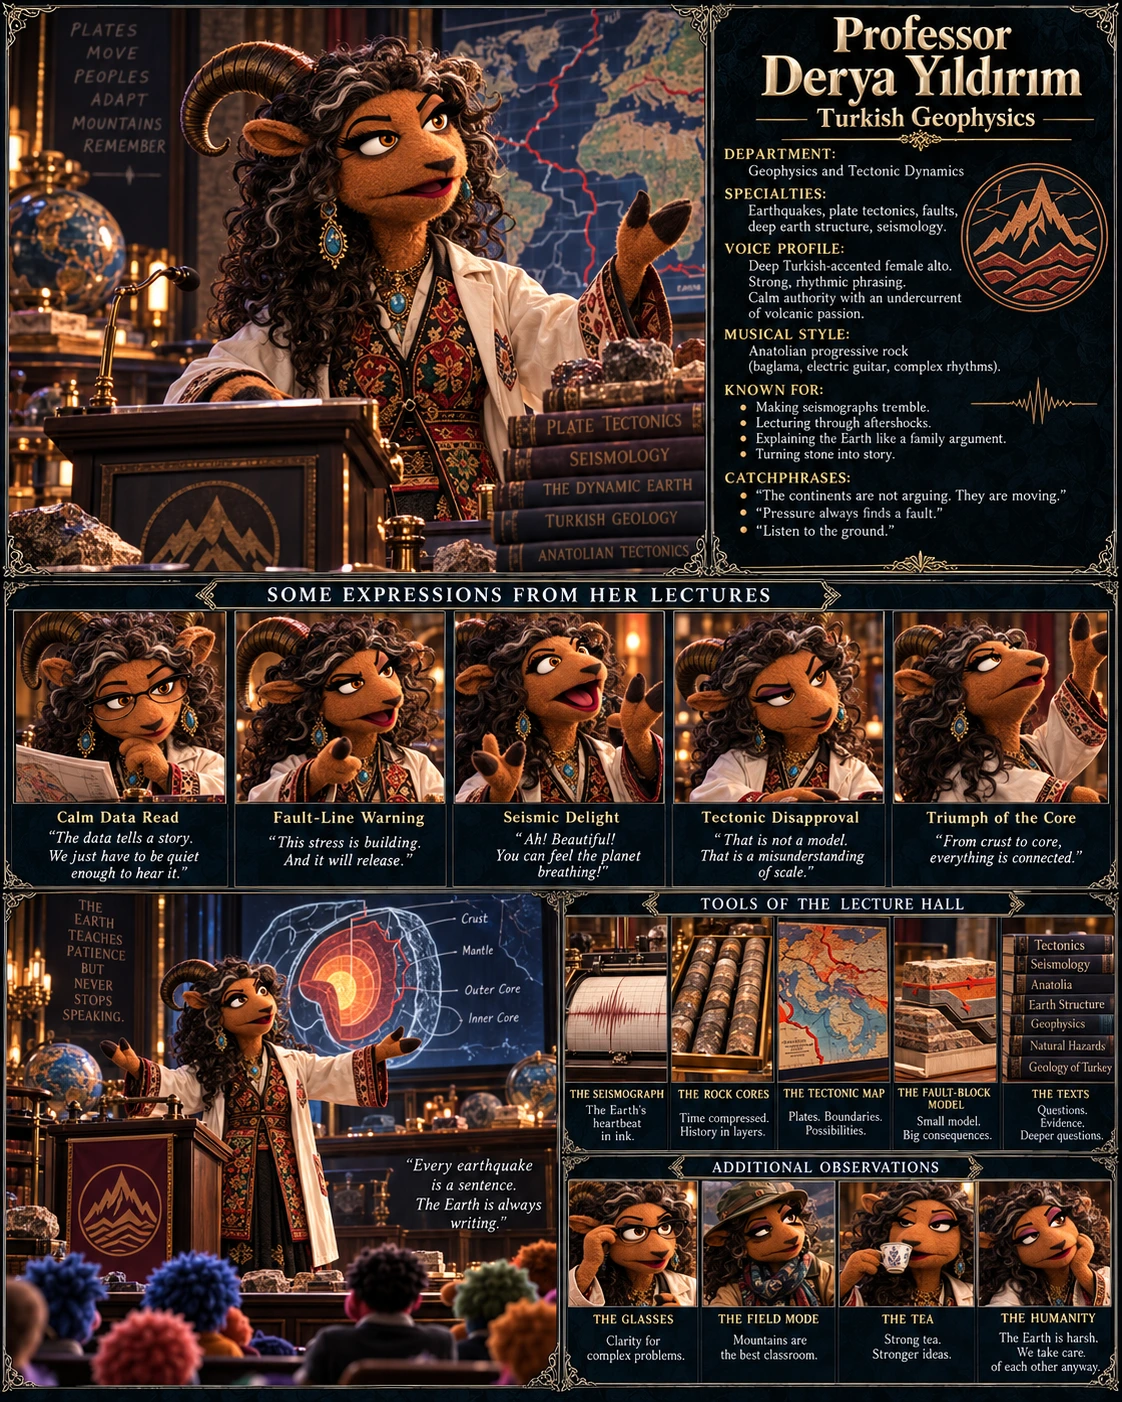 PLATES
MOVE
PEOPLES
ADAPT
MOUNTAINS
REMEMBER
PLATE TECTONICS
SEISMOLOGY
THE DYNAMIC EARTH
TURKISH GEOLOGY
ANATOLIAN TECTONICS
Professor
Derya Yıldırım
Turkish Geophysics
DEPARTMENT:
Geophysics and Tectonic Dynamics
SPECIALTIES:
Earthquakes, plate tectonics, faults,
deep earth structure, seismology.
VOICE PROFILE:
Deep Turkish-accented female alto.
Strong, rhythmic phrasing.
Calm authority with an undercurrent
of volcanic passion.
MUSICAL STYLE:
Anatolian progressive rock
(baglama, electric guitar, complex rhythms).
KNOWN FOR:
• Making seismographs tremble.
• Lecturing through aftershocks.
• Explaining the Earth like a family argument.
• Turning stone into story.
CATCHPHRASES:
• “The continents are not arguing. They are moving.”
• “Pressure always finds a fault.”
• “Listen to the ground.”
SOME EXPRESSIONS FROM HER LECTURES
Calm Data Read
“The data tells a story.
We just have to be quiet
enough to hear it.”
Fault-Line Warning
“This stress is building.
And it will release.”
Seismic Delight
“Ah! Beautiful!
You can feel the planet
breathing!”
Tectonic Disapproval
“That is not a model.
That is a misunderstanding
of scale.”
Triumph of the Core
“From crust to core,
everything is connected.”
THE
EARTH
TEACHES
PATIENCE
BUT
NEVER
STOPS
SPEAKING.
Crust
Mantle
Outer Core
Inner Core
“Every earthquake
is a sentence.
The Earth is always
writing.”
TOOLS OF THE LECTURE HALL
Tectonics
Seismology
Anatolia
Earth Structure
Geophysics
Natural Hazards
Geology of Turkey
THE SEISMOGRAPH
The Earth's
heartbeat
in ink.
THE ROCK CORES
Time compressed.
History in layers.
THE TECTONIC MAP
Plates. Boundaries.
Possibilities.
THE FAULT-BLOCK
MODEL
Small model.
Big consequences.
THE TEXTS
Questions.
Evidence.
Deeper questions.
ADDITIONAL OBSERVATIONS
THE GLASSES
Clarity for
complex problems.
THE FIELD MODE
Mountains are
the best classroom.
THE TEA
Strong tea.
Stronger ideas.
THE HUMANITY
The Earth is harsh.
We take care.
of each other anyway.